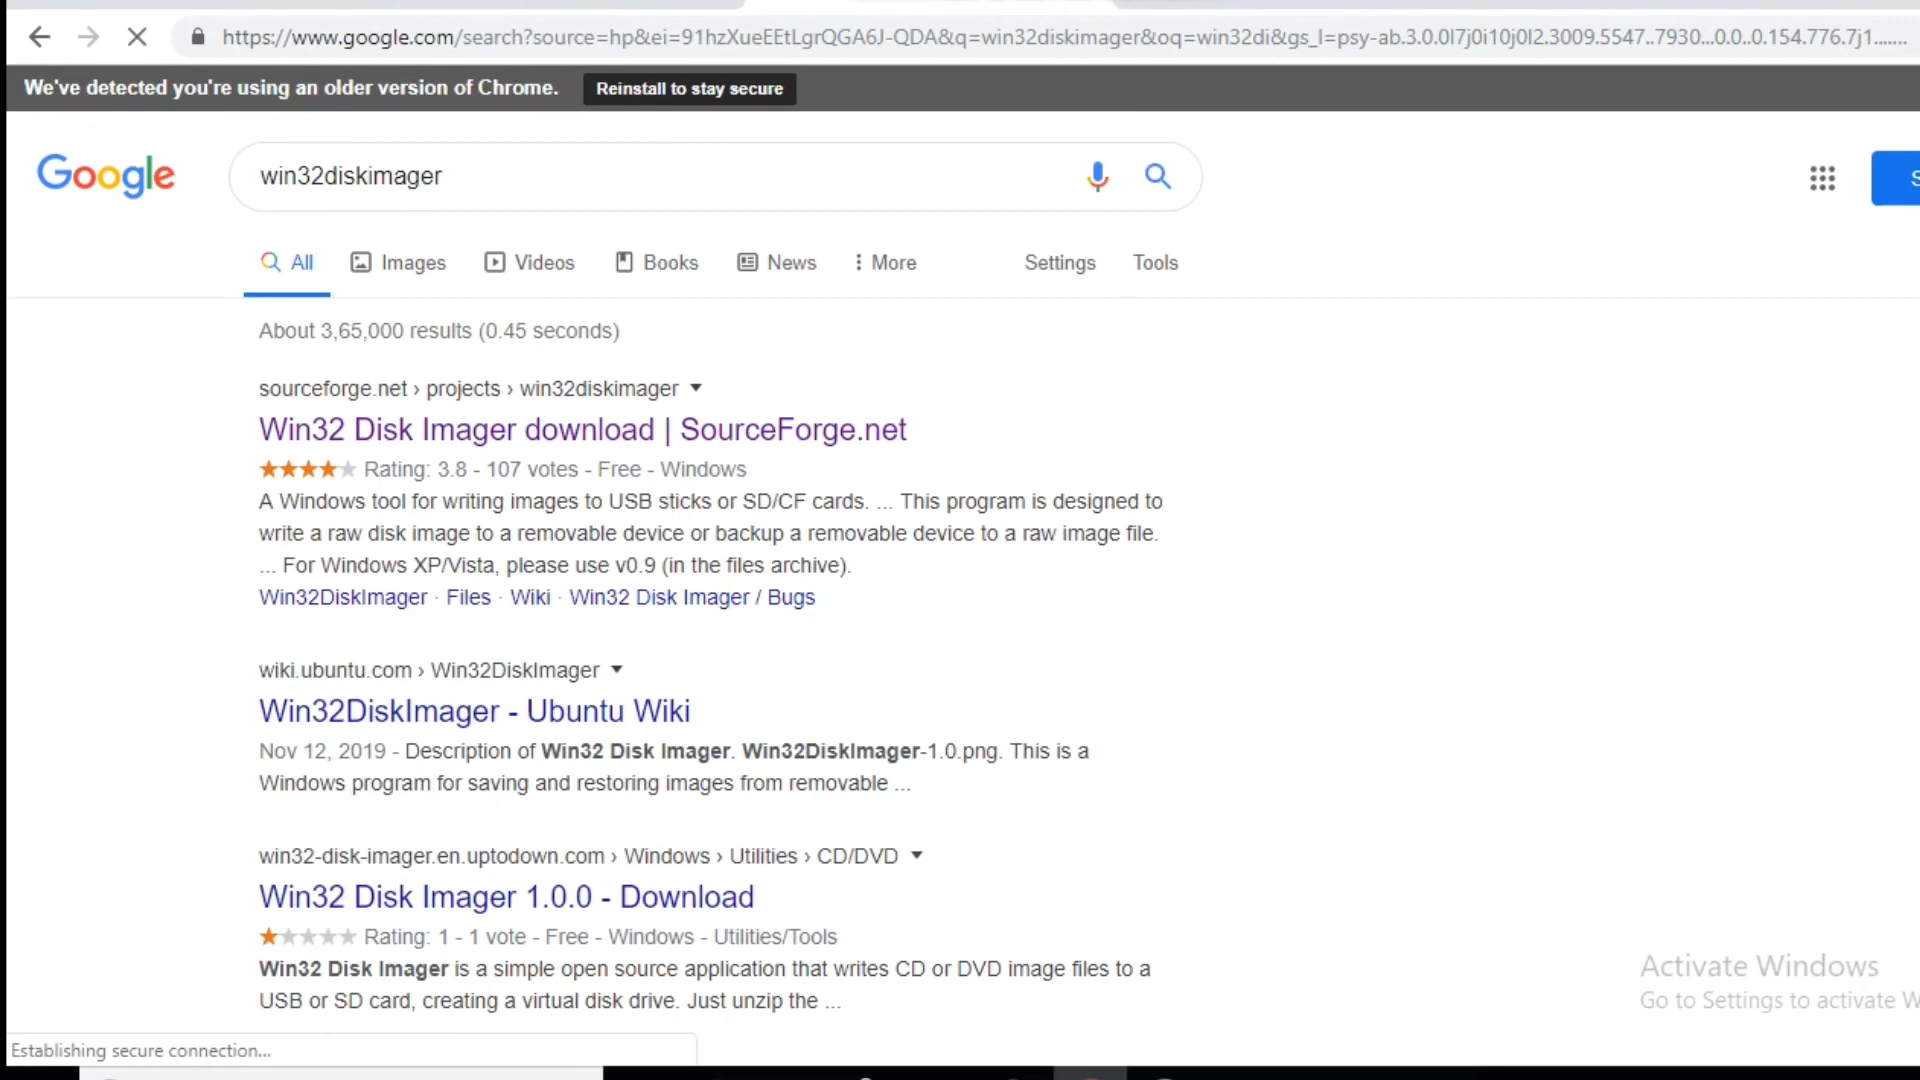 https://www.google.com/search?source=hp&ei=91hzXueEEtLgrQGA6J-QDA&q=win32diskimager&oq=win32di&gs_l=psy-ab.3.0.0l7j0i10j0l2.3009.5547..7930...0.0..0.154.776.7j1.......
We've detected you're using an older version of Chrome. Reinstall to stay secure
Google
win32diskimager
All Images Videos Books News More Settings Tools
About 3,65,000 results (0.45 seconds)
sourceforge.net › projects › win32diskimager
Win32 Disk Imager download | SourceForge.net
Rating: 3.8 - 107 votes - Free - Windows
A Windows tool for writing images to USB sticks or SD/CF cards. ... This program is designed to
write a raw disk image to a removable device or backup a removable device to a raw image file.
... For Windows XP/Vista, please use v0.9 (in the files archive).
Win32DiskImager · Files · Wiki · Win32 Disk Imager / Bugs
wiki.ubuntu.com › Win32DiskImager
Win32DiskImager - Ubuntu Wiki
Nov 12, 2019 - Description of Win32 Disk Imager. Win32DiskImager-1.0.png. This is a
Windows program for saving and restoring images from removable ...
win32-disk-imager.en.uptodown.com › Windows › Utilities › CD/DVD
Win32 Disk Imager 1.0.0 - Download
Rating: 1 - 1 vote - Free - Windows - Utilities/Tools
Win32 Disk Imager is a simple open source application that writes CD or DVD image files to a
USB or SD card, creating a virtual disk drive. Just unzip the ...
Activate Windows
Go to Settings to activate
Establishing secure connection...